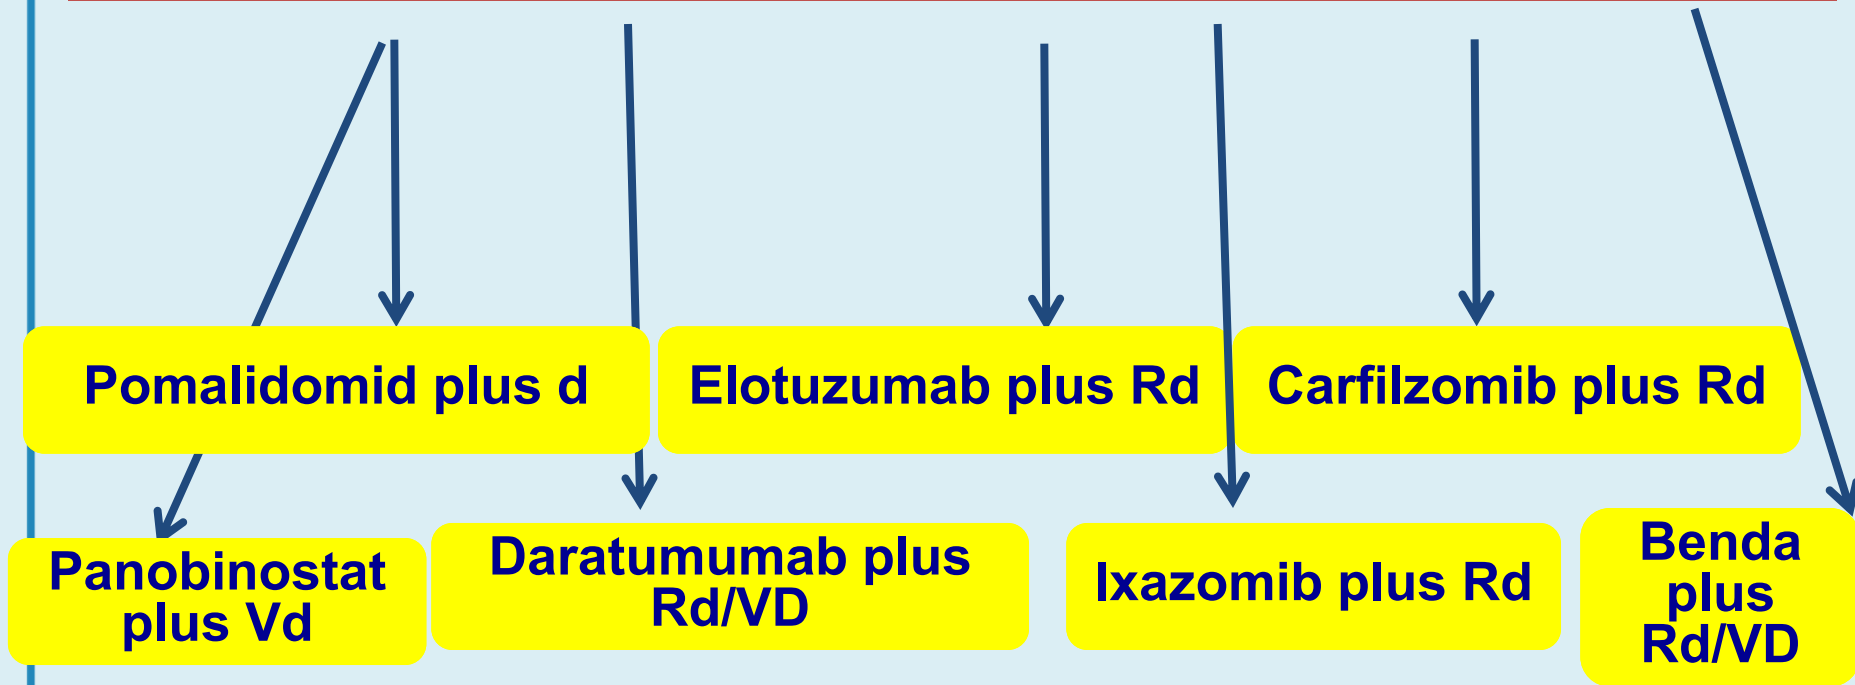 Pomalidomid plus d
Elotuzumab plus Rd
Carfilzomib plus Rd
Panobinostat
plus Vd
Daratumumab plus
Rd/VD
Ixazomib plus Rd
Benda
plus
Rd/VD